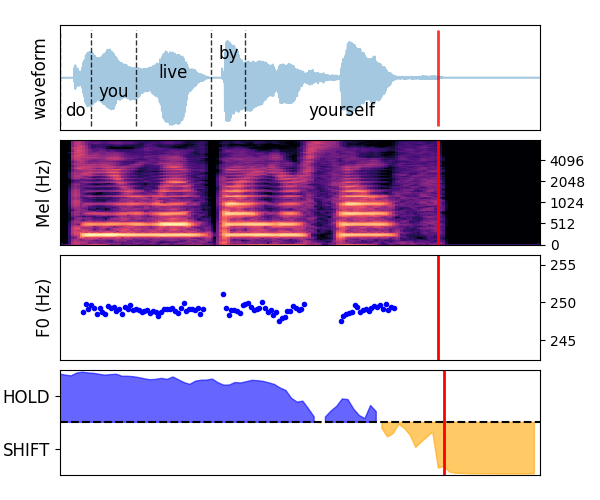 waveform
do
you
live
by
yourself
Mel (Hz)
4096
2048
1024
512
0
F0 (Hz)
255
250
245
HOLD
SHIFT